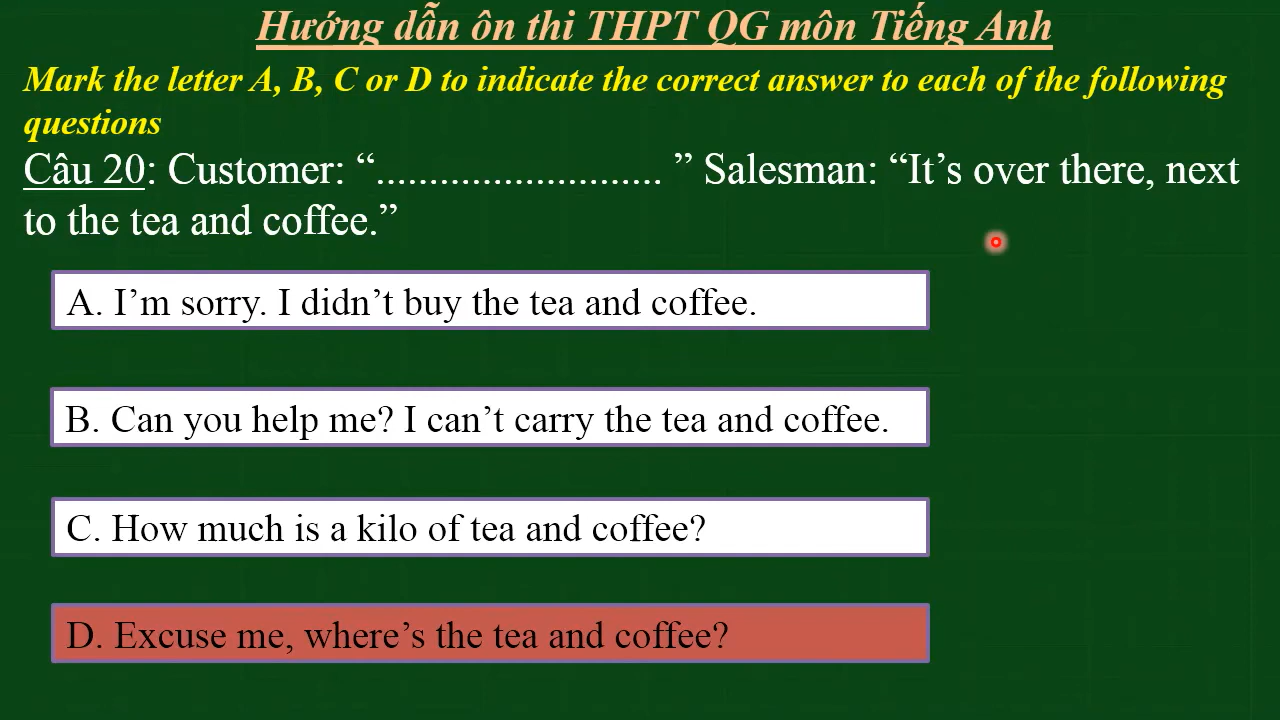 Hướng dẫn ôn thi THPT QG môn Tiếng Anh
Mark the letter A, B, C or D to indicate the correct answer to each of the following
questions
Câu 20: Customer: “........................... ” Salesman: “It’s over there, next
to the tea and coffee.”
A. I’m sorry. I didn’t buy the tea and coffee.
B. Can you help me? I can’t carry the tea and coffee.
C. How much is a kilo of tea and coffee?
D. Excuse me, where’s the tea and coffee?